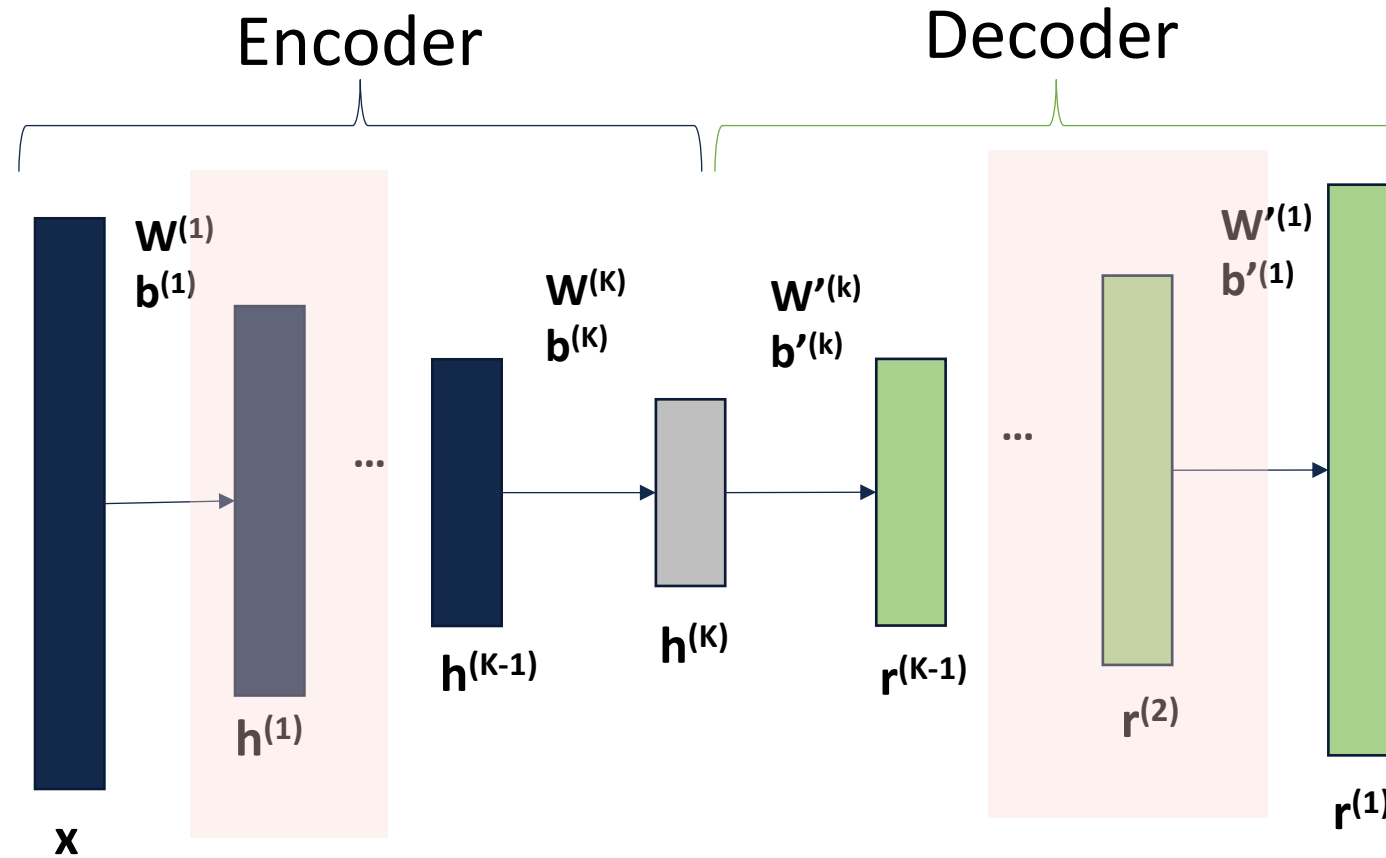 Encoder
Decoder
W(1)
b(1)
W(K)
b(K)
W'(k)
b'(k)
W'(1)
b'(1)
...
...
x
h(1)
h(K-1)
h(K)
r(K-1)
r(2)
r(1)